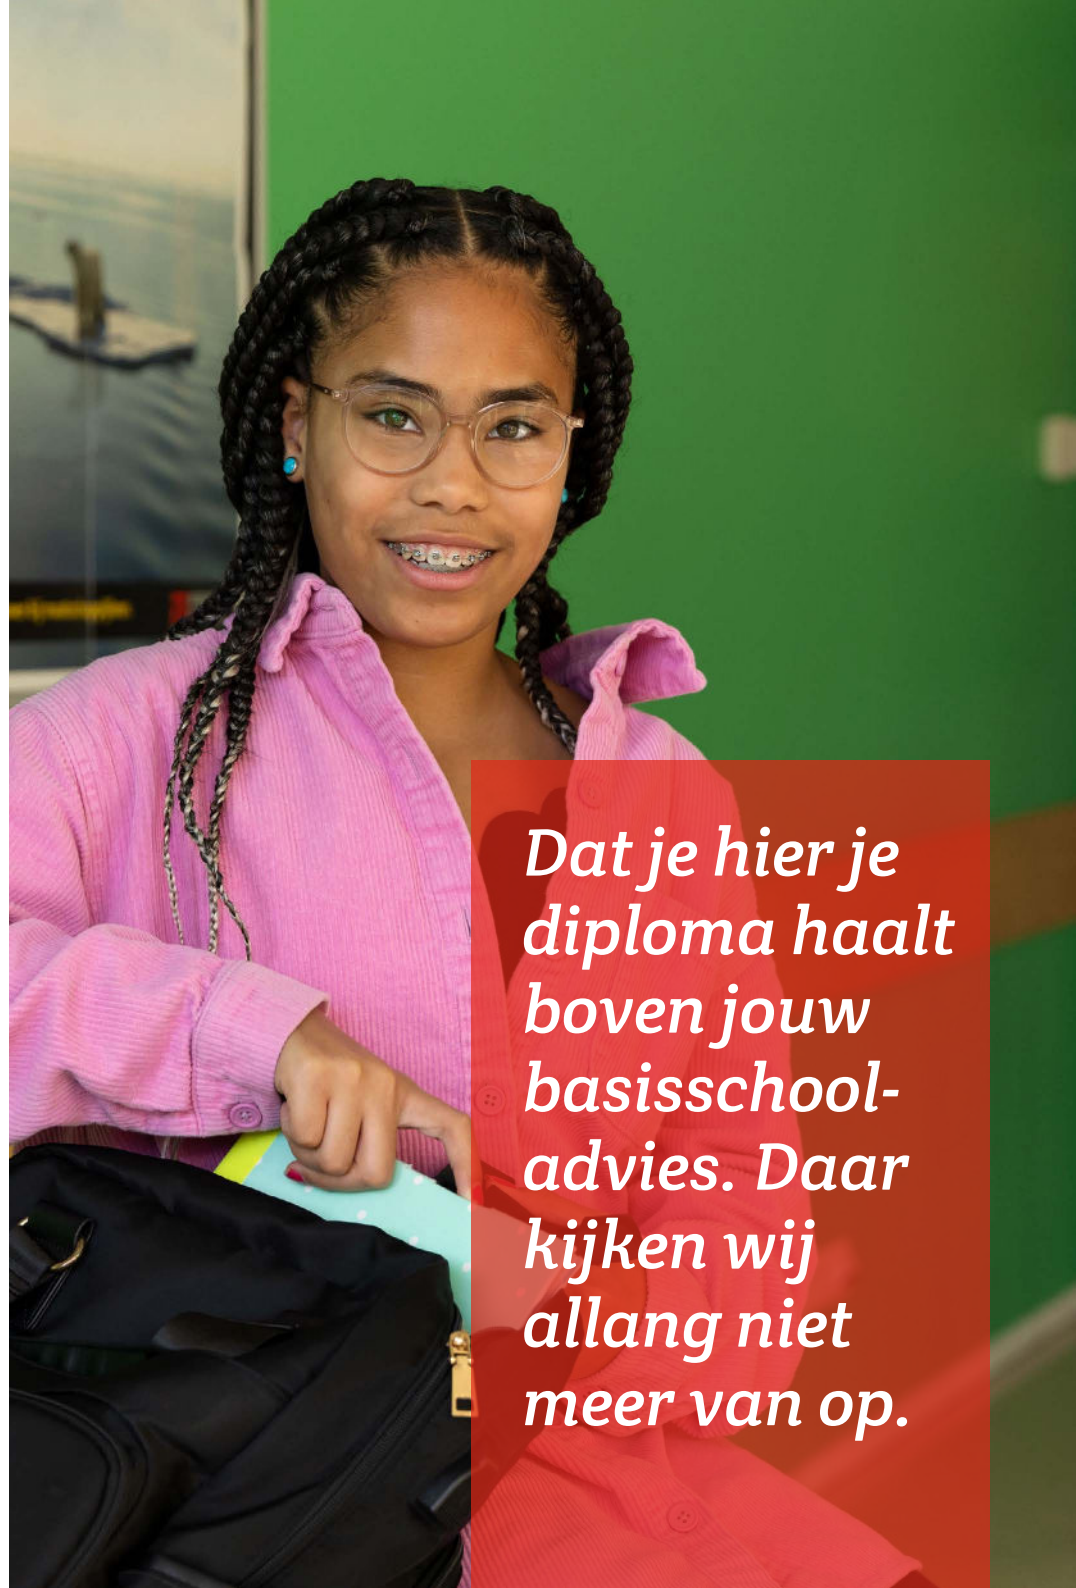 Dat je hier je
diploma haalt
boven jouw
basisschool-
advies. Daar
kijken wij
allang niet
meer van op.